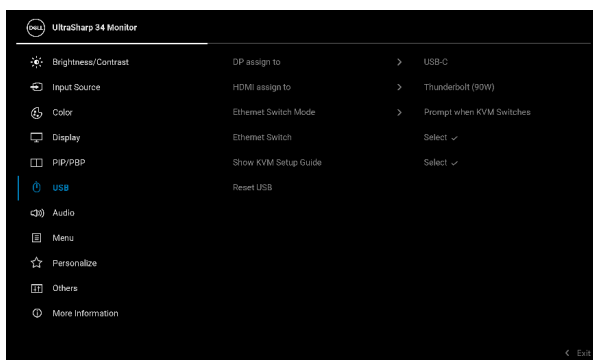 DELL UltraSharp 34 Monitor
Brightness/Contrast DP assign to > USB-C
Input Source HDMI assign to > Thunderbolt (90W)
Color Ethernet Switch Mode > Prompt when KVM Switches
Display Ethernet Switch Select ✓
PIP/PBP Show KVM Setup Guide Select ✓
USB Reset USB
Audio
Menu
Personalize
Others
More Information
< Exit